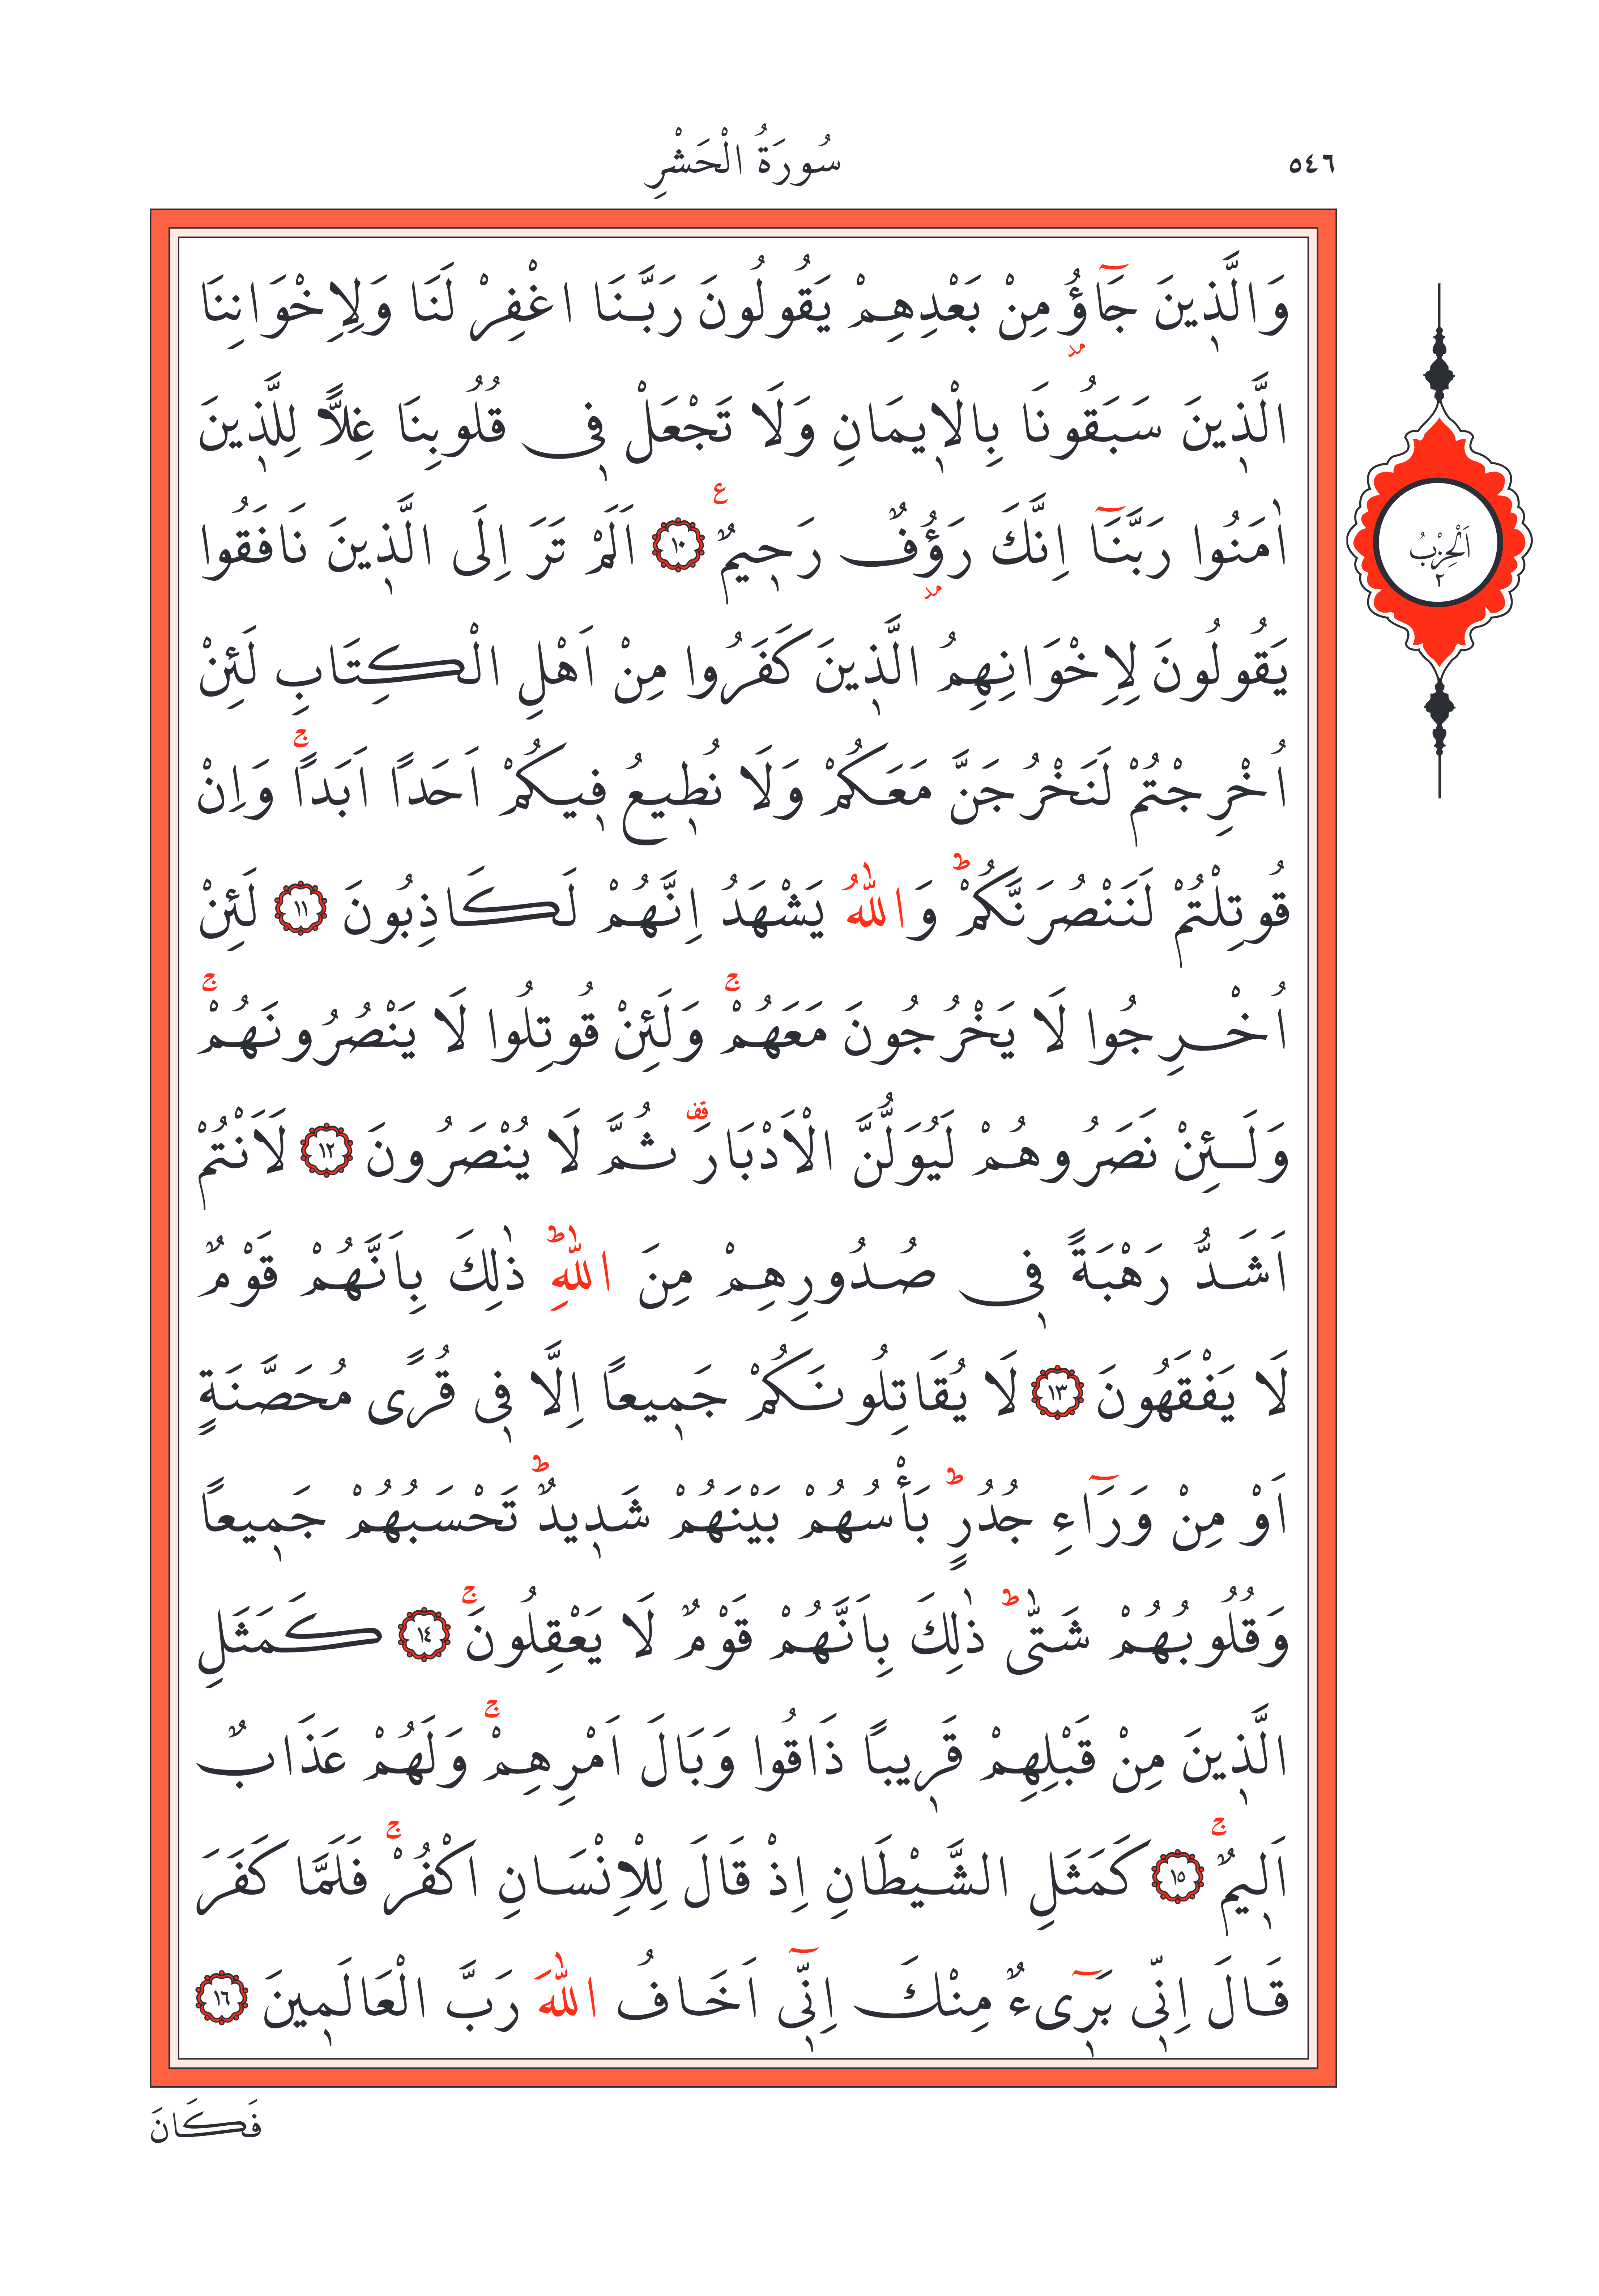 ٥٤٦
سُورَةُ الْحَشْرِ
وَالَّذ۪ينَ جَٓاؤُ۫ مِنْ بَعْدِهِمْ يَقُولُونَ رَبَّنَا اغْفِرْ لَنَا وَلِاِخْوَانِنَا
الَّذ۪ينَ سَبَقُونَا بِالْا۪يمَانِ وَلَا تَجْعَلْ ف۪ي قُلُوبِنَا غِلًّا لِلَّذ۪ينَ
اٰمَنُوا رَبَّنَٓا اِنَّكَ رَؤُ۫فٌ رَح۪يمٌ۟ ﴿١٠﴾ اَلَمْ تَرَ اِلَى الَّذ۪ينَ نَافَقُوا
يَقُولُونَ لِاِخْوَانِهِمُ الَّذ۪ينَ كَفَرُوا مِنْ اَهْلِ الْكِتَابِ لَئِنْ
اُخْرِجْتُمْ لَنَخْرُجَنَّ مَعَكُمْ وَلَا نُط۪يعُ ف۪يكُمْ اَحَدًا اَبَدًاۚ وَاِنْ
قُوتِلْتُمْ لَنَنْصُرَنَّكُمْۜ وَاللّٰهُ يَشْهَدُ اِنَّهُمْ لَكَاذِبُونَ ﴿١١﴾ لَئِنْ
اُخْرِجُوا لَا يَخْرُجُونَ مَعَهُمْۚ وَلَئِنْ قُوتِلُوا لَا يَنْصُرُونَهُمْۚ
وَلَئِنْ نَصَرُوهُمْ لَيُوَلُّنَّ الْاَدْبَارَ۠ ثُمَّ لَا يُنْصَرُونَ ﴿١٢﴾ لَاَنْتُمْ
اَشَدُّ رَهْبَةً ف۪ي صُدُورِهِمْ مِنَ اللّٰهِۜ ذٰلِكَ بِاَنَّهُمْ قَوْمٌ
لَا يَفْقَهُونَ ﴿١٣﴾ لَا يُقَاتِلُونَكُمْ جَم۪يعًا اِلَّا ف۪ي قُرًى مُحَصَّنَةٍ
اَوْ مِنْ وَرَٓاءِ جُدُرٍۜ بَأْسُهُمْ بَيْنَهُمْ شَد۪يدٌۜ تَحْسَبُهُمْ جَم۪يعًا
وَقُلُوبُهُمْ شَتّٰىۜ ذٰلِكَ بِاَنَّهُمْ قَوْمٌ لَا يَعْقِلُونَۚ ﴿١٤﴾ كَمَثَلِ
الَّذ۪ينَ مِنْ قَبْلِهِمْ قَر۪يبًا ذَاقُوا وَبَالَ اَمْرِهِمْۚ وَلَهُمْ عَذَابٌ
اَل۪يمٌۚ ﴿١٥﴾ كَمَثَلِ الشَّيْطَانِ اِذْ قَالَ لِلْاِنْسَانِ اكْفُرْۚ فَلَمَّا كَفَرَ
قَالَ اِنّ۪ي بَر۪ٓيءٌ مِنْكَ اِنّ۪ٓي اَخَافُ اللّٰهَ رَبَّ الْعَالَم۪ينَ ﴿١٦﴾
فَكَانَ
اَلْحِزْبُ
٢